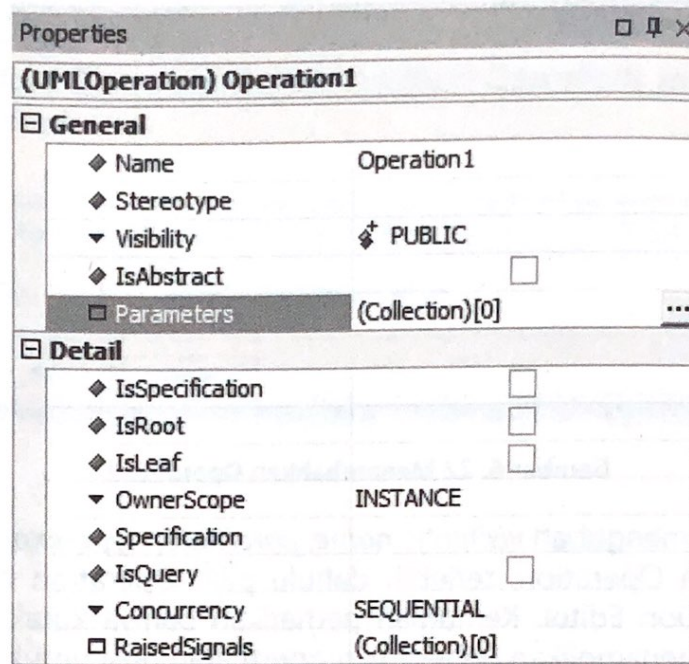 Properties
(UMLOperation) Operation1
General
Name Operation1
Stereotype
Visibility PUBLIC
IsAbstract
Parameters (Collection)[0] ...
Detail
IsSpecification
IsRoot
IsLeaf
OwnerScope INSTANCE
Specification
IsQuery
Concurrency SEQUENTIAL
RaisedSignals (Collection)[0]